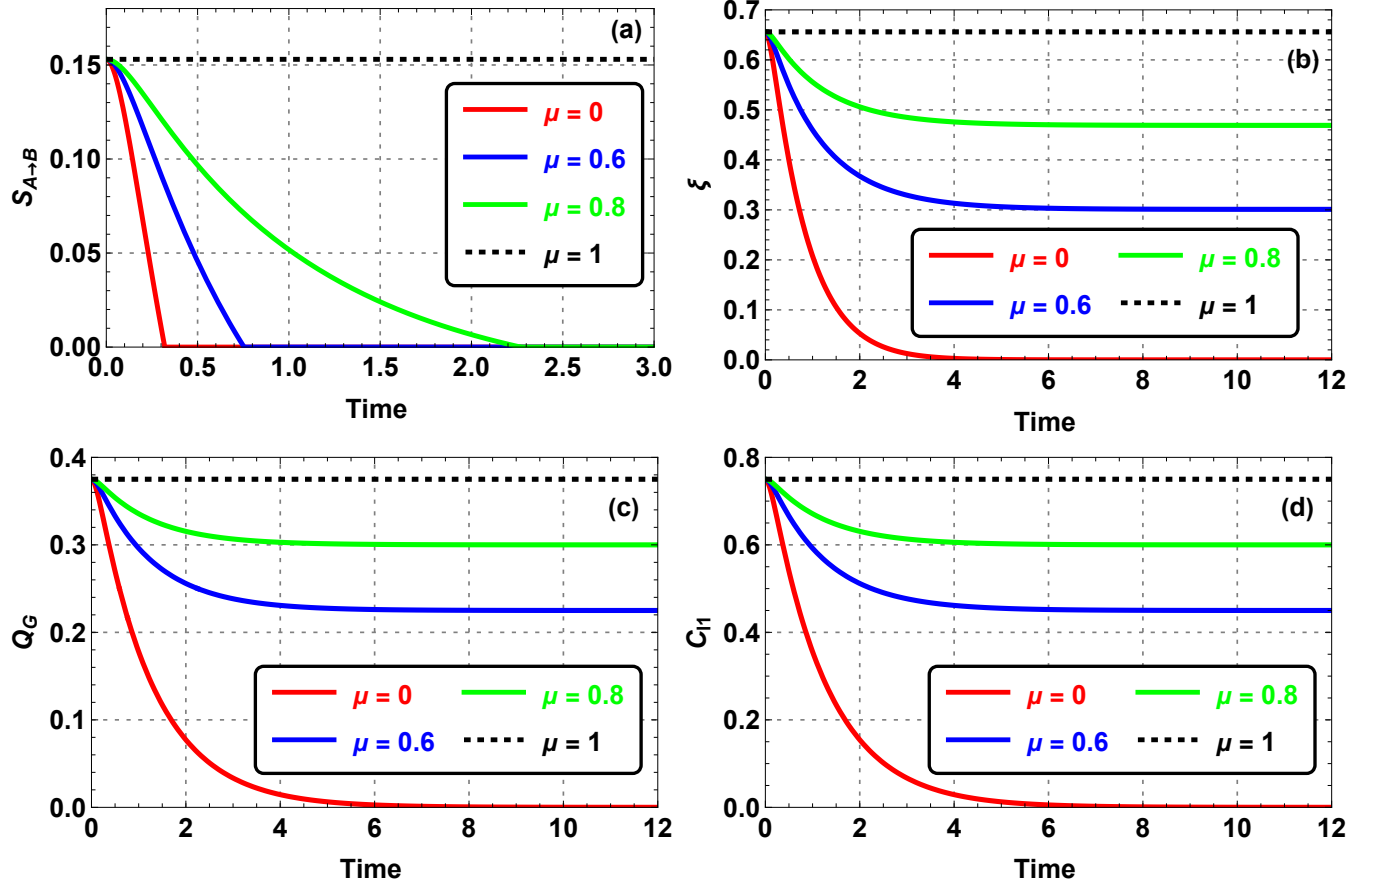 (a)
S_{A→B}
0.15
0.10
0.05
0.00
0.0 0.5 1.0 1.5 2.0 2.5 3.0
Time
μ = 0
μ = 0.6
μ = 0.8
μ = 1
(b)
ξ
0.7
0.6
0.5
0.4
0.3
0.2
0.1
0.0
0 2 4 6 8 10 12
Time
μ = 0 μ = 0.8
μ = 0.6 μ = 1
(c)
Q_G
0.4
0.3
0.2
0.1
0.0
0 2 4 6 8 10 12
Time
μ = 0 μ = 0.8
μ = 0.6 μ = 1
(d)
C_{l1}
0.8
0.6
0.4
0.2
0.0
0 2 4 6 8 10 12
Time
μ = 0 μ = 0.8
μ = 0.6 μ = 1